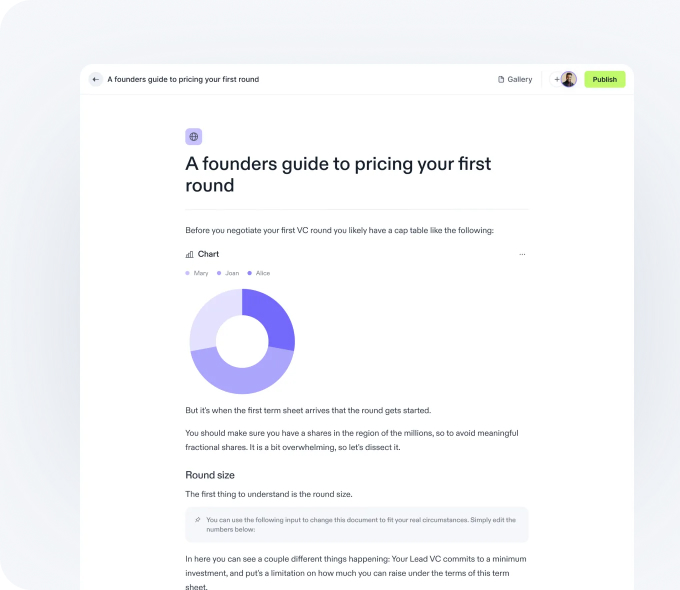 A founders guide to pricing your first round
Gallery
Publish
A founders guide to pricing your first
round
Before you negotiate your first VC round you likely have a cap table like the following:
Chart
Mary Joan Alice
But it's when the first term sheet arrives that the round gets started.
You should make sure you have a shares in the region of the millions, so to avoid meaningful
fractional shares. It is a bit overwhelming, so let's dissect it.
Round size
The first thing to understand is the round size.
You can use the following input to change this document to fit your real circumstances. Simply edit the
numbers below:
In here you can see a couple different things happening: Your Lead VC commits to a minimum
investment, and put's a limitation on how much you can raise under the terms of this term
sheet.